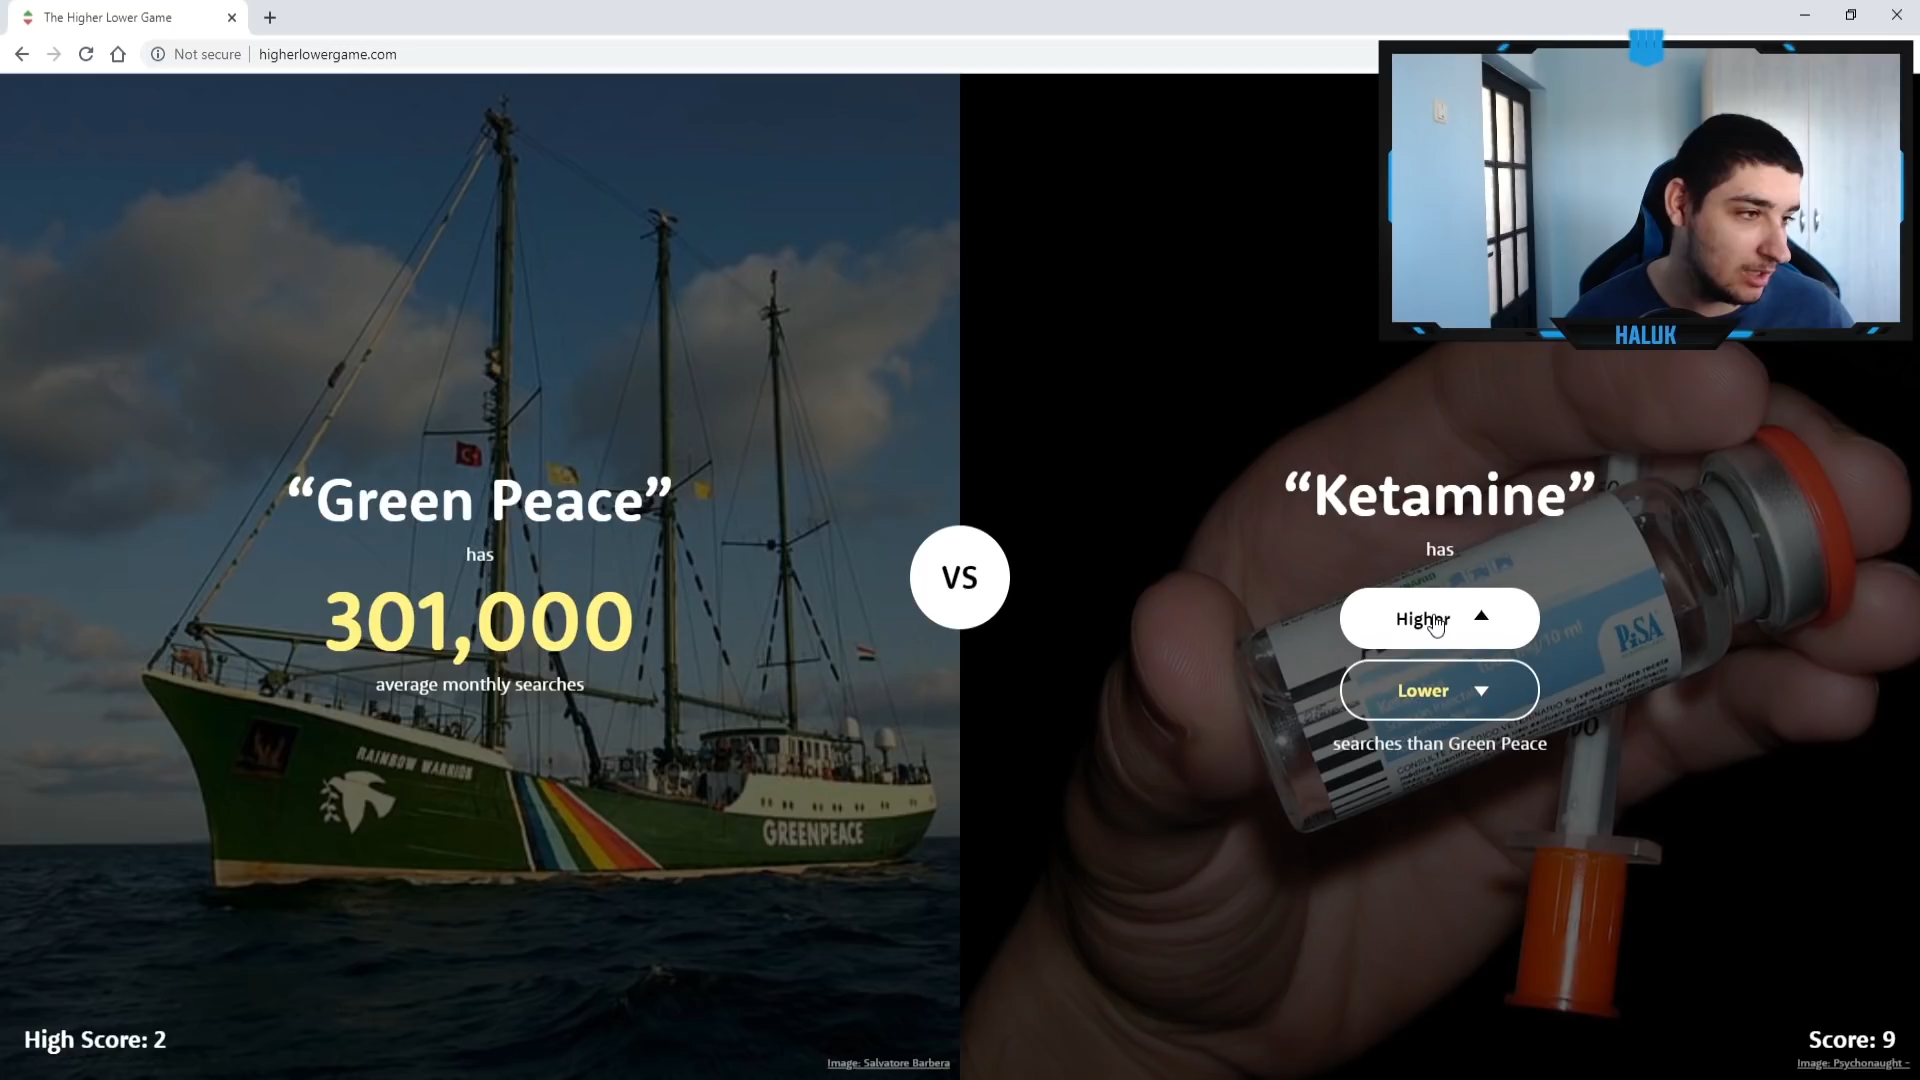 The Higher Lower Game
Not secure
higherlowergame.com
HALUK
“Green Peace”
has
301,000
average monthly searches
VS
“Ketamine”
has
Higher
Lower
searches than Green Peace
RAINBOW WARRIOR
GREENPEACE
PiSA
High Score: 2
Image: Salvatore Barbera
Score: 9
Image: Psychonaught -